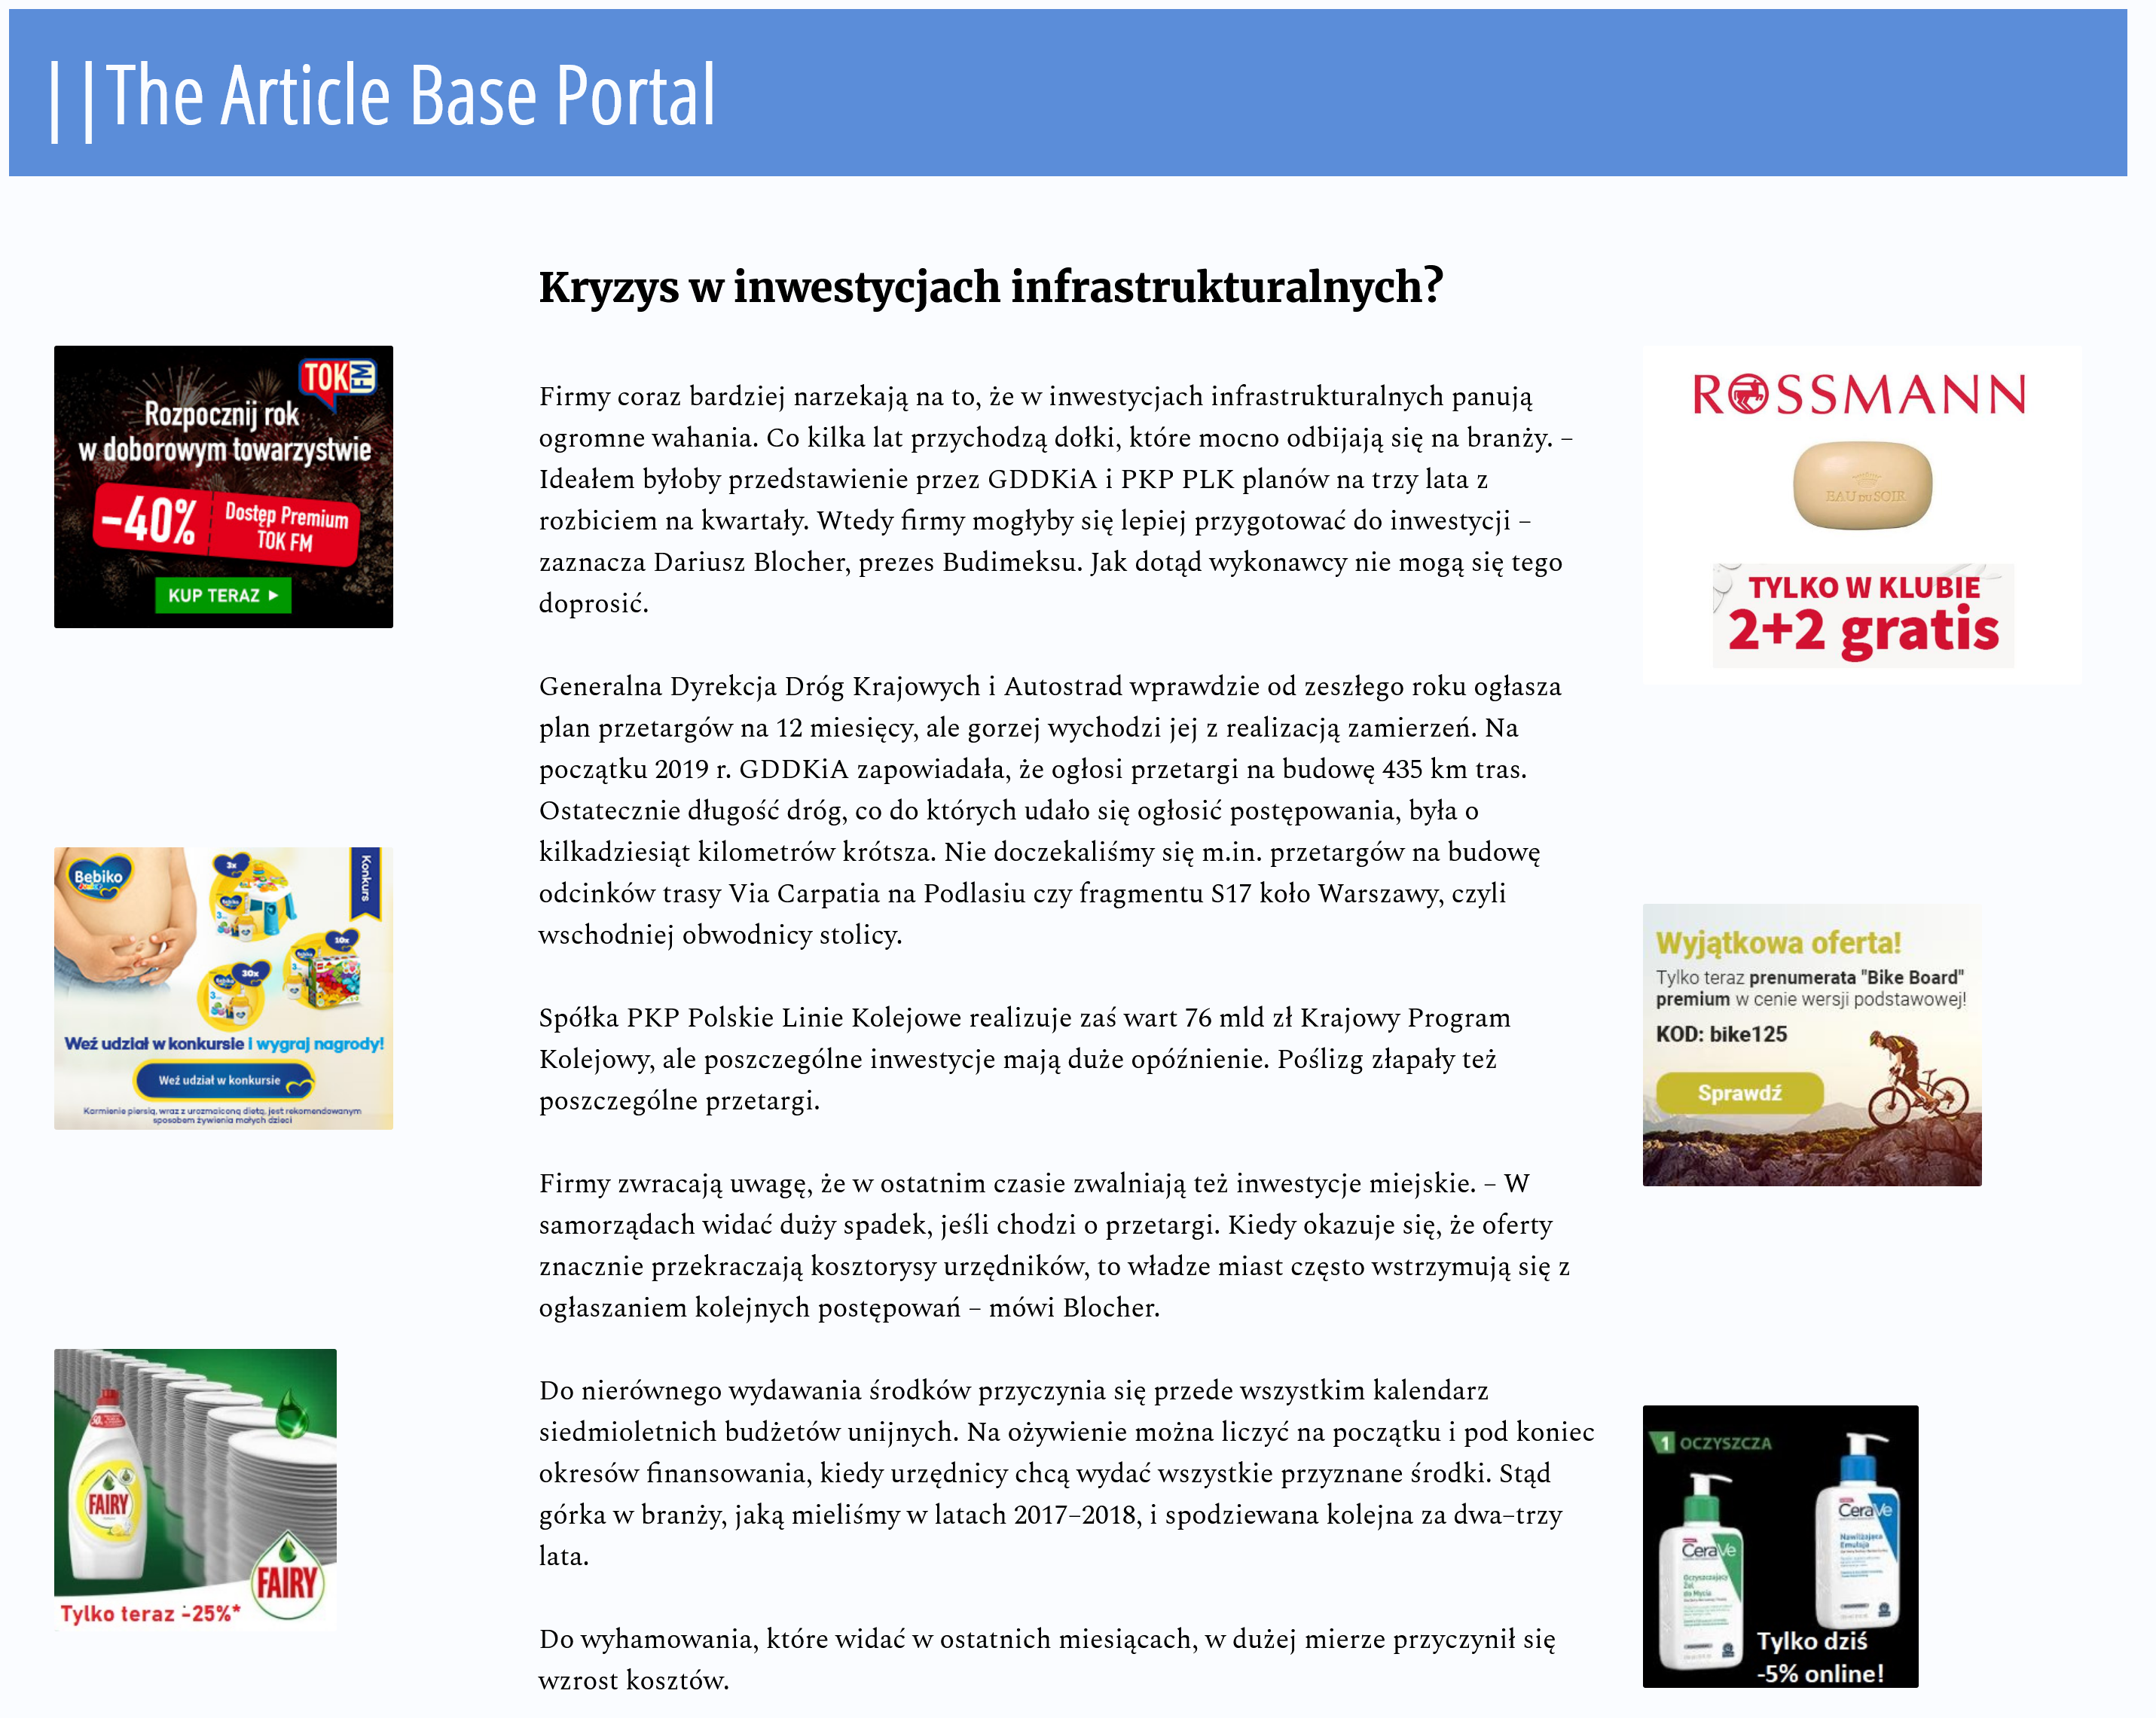 ||The Article Base Portal
Kryzys w inwestycjach infrastrukturalnych?
Firmy coraz bardziej narzekają na to, że w inwestycjach infrastrukturalnych panują
ogromne wahania. Co kilka lat przychodzą dołki, które mocno odbijają się na branży. –
Ideałem byłoby przedstawienie przez GDDKiA i PKP PLK planów na trzy lata z
rozbiciem na kwartały. Wtedy firmy mogłyby się lepiej przygotować do inwestycji –
zaznacza Dariusz Blocher, prezes Budimeksu. Jak dotąd wykonawcy nie mogą się tego
doprosić.
Generalna Dyrekcja Dróg Krajowych i Autostrad wprawdzie od zeszłego roku ogłasza
plan przetargów na 12 miesięcy, ale gorzej wychodzi jej z realizacją zamierzeń. Na
początku 2019 r. GDDKiA zapowiadała, że ogłosi przetargi na budowę 435 km tras.
Ostatecznie długość dróg, co do których udało się ogłosić postępowania, była o
kilkadziesiąt kilometrów krótsza. Nie doczekaliśmy się m.in. przetargów na budowę
odcinków trasy Via Carpatia na Podlasiu czy fragmentu S17 koło Warszawy, czyli
wschodniej obwodnicy stolicy.
Spółka PKP Polskie Linie Kolejowe realizuje zaś wart 76 mld zł Krajowy Program
Kolejowy, ale poszczególne inwestycje mają duże opóźnienie. Poślizg złapały też
poszczególne przetargi.
Firmy zwracają uwagę, że w ostatnim czasie zwalniają też inwestycje miejskie. – W
samorządach widać duży spadek, jeśli chodzi o przetargi. Kiedy okazuje się, że oferty
znacznie przekraczają kosztorysy urzędników, to władze miast często wstrzymują się z
ogłaszaniem kolejnych postępowań – mówi Blocher.
Do nierównego wydawania środków przyczynia się przede wszystkim kalendarz
siedmioletnich budżetów unijnych. Na ożywienie można liczyć na początku i pod koniec
okresów finansowania, kiedy urzędnicy chcą wydać wszystkie przyznane środki. Stąd
górka w branży, jaką mieliśmy w latach 2017–2018, i spodziewana kolejna za dwa–trzy
lata.
Do wyhamowania, które widać w ostatnich miesiącach, w dużej mierze przyczynił się
wzrost kosztów.
TOK FM
Rozpocznij rok
w doborowym towarzystwie
-40%
Dostęp Premium
TOK FM
KUP TERAZ ►
Bebiko
Konkurs
3x
10x
30x
Weź udział w konkursie i wygraj nagrody!
Weź udział w konkursie
Karmienie piersią, wraz z urozmaiconą dietą, jest rekomendowanym
sposobem żywienia małych dzieci
FAIRY
FAIRY
Tylko teraz -25%*
ROSSMANN
EAU DU SOIR
TYLKO W KLUBIE
2+2 gratis
Wyjątkowa oferta!
Tylko teraz prenumerata "Bike Board"
premium w cenie wersji podstawowej!
KOD: bike125
Sprawdź
1 OCZYSZCZA
CeraVe
Nawilżająca
Emulsja
CeraVe
Oczyszczający
Żel
do Mycia
Tylko dziś
-5% online!